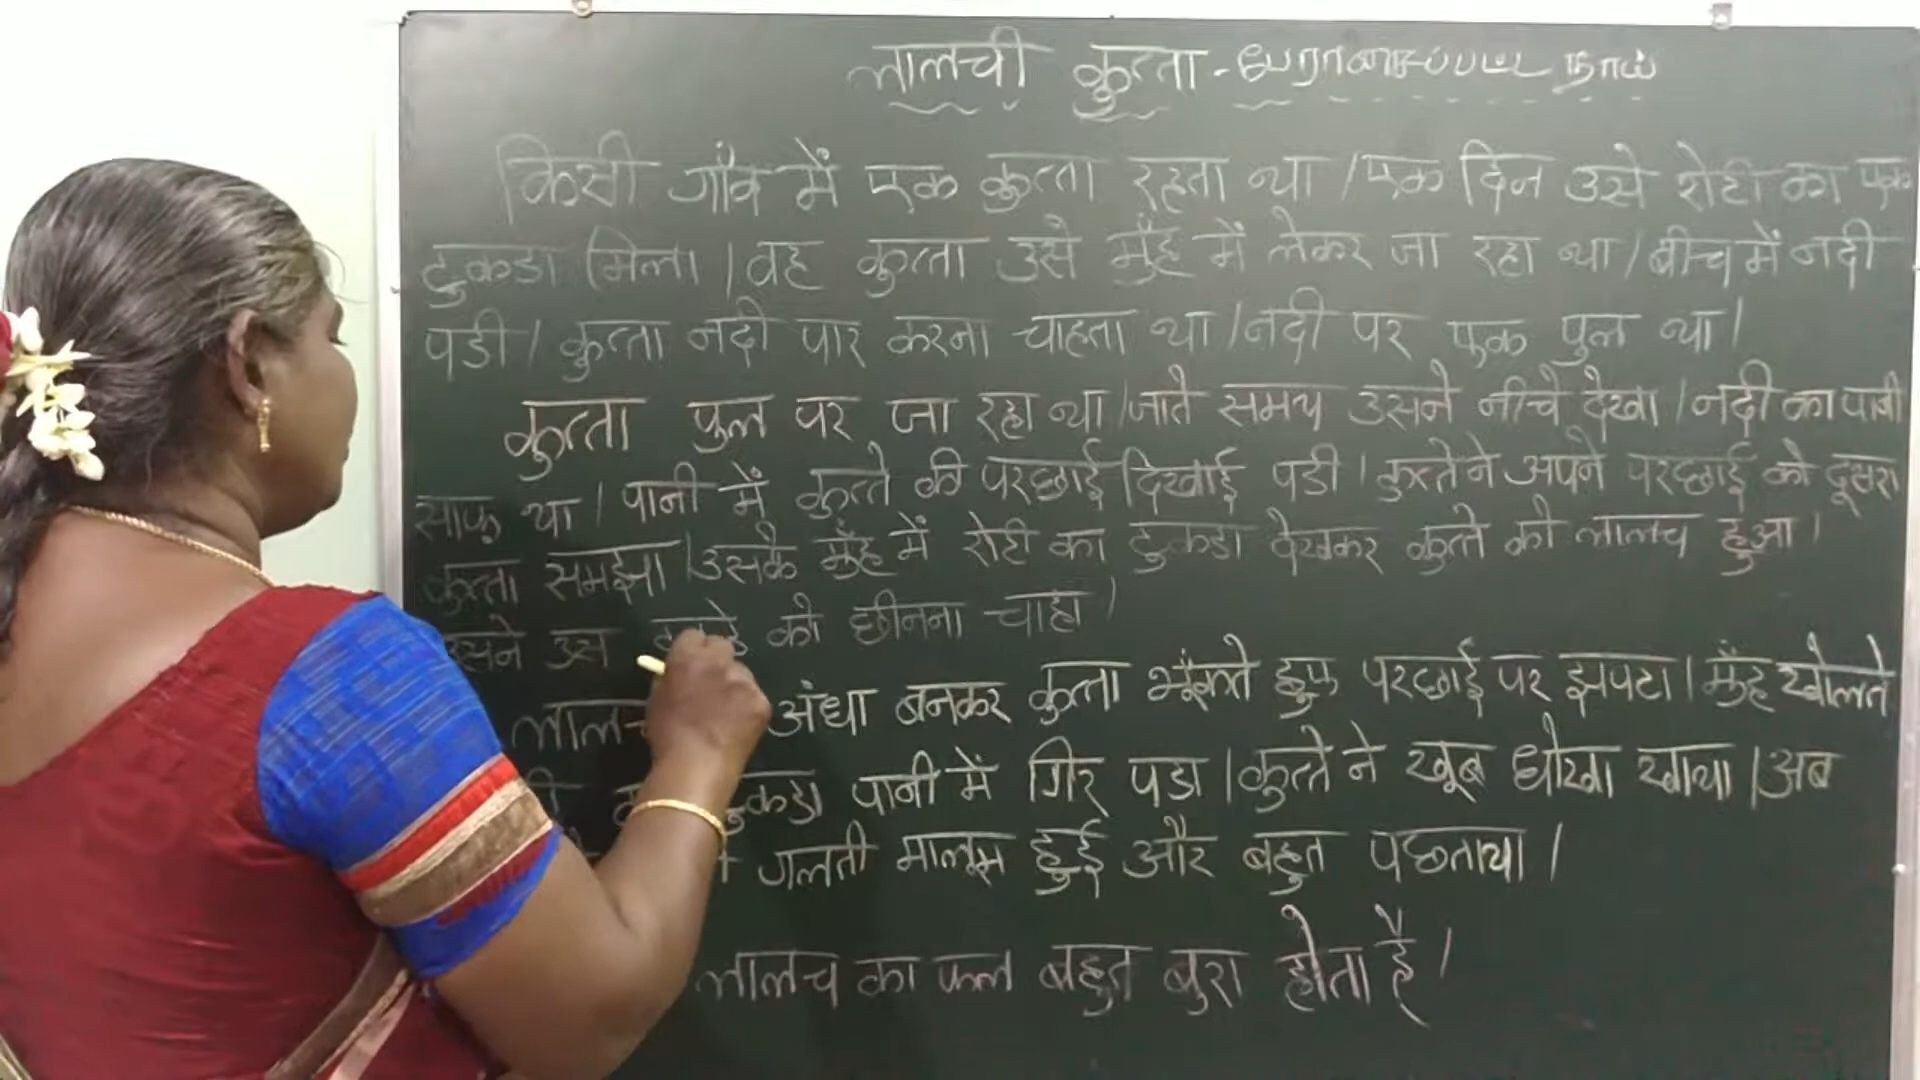 लालची कुत्ता - பேராசைப்பட்ட நாய்
किसी गाँव में एक कुत्ता रहता था । एक दिन उसे रोटी का एक
टुकडा मिला । वह कुत्ता उसे मुँह में लेकर जा रहा था । बीच में नदी
पडी । कुत्ता नदी पार करना चाहता था । नदी पर एक पुल था ।
कुत्ता पुल पर जा रहा था । जाते समय उसने नीचे देखा । नदी का पानी
साफ़ था । पानी में कुत्ते की परछाई दिखाई पडी । कुत्ते ने अपने परछाई को दूसरा
कुत्ता समझा । उसके मुँह में रोटी का टुकडा देखकर कुत्ते को लालच हुआ ।
उसने उस को छीनना चाहा ।
अंधा बनकर कुत्ता भूँकते हुए परछाई पर झपटा । मुँह खोलते
टुकडा पानी में गिर पडा । कुत्ते ने खूब धोखा खाया । अब
गलती मालूम हुई और बहुत पछताया ।
लालच का फल बहुत बुरा होता है ।